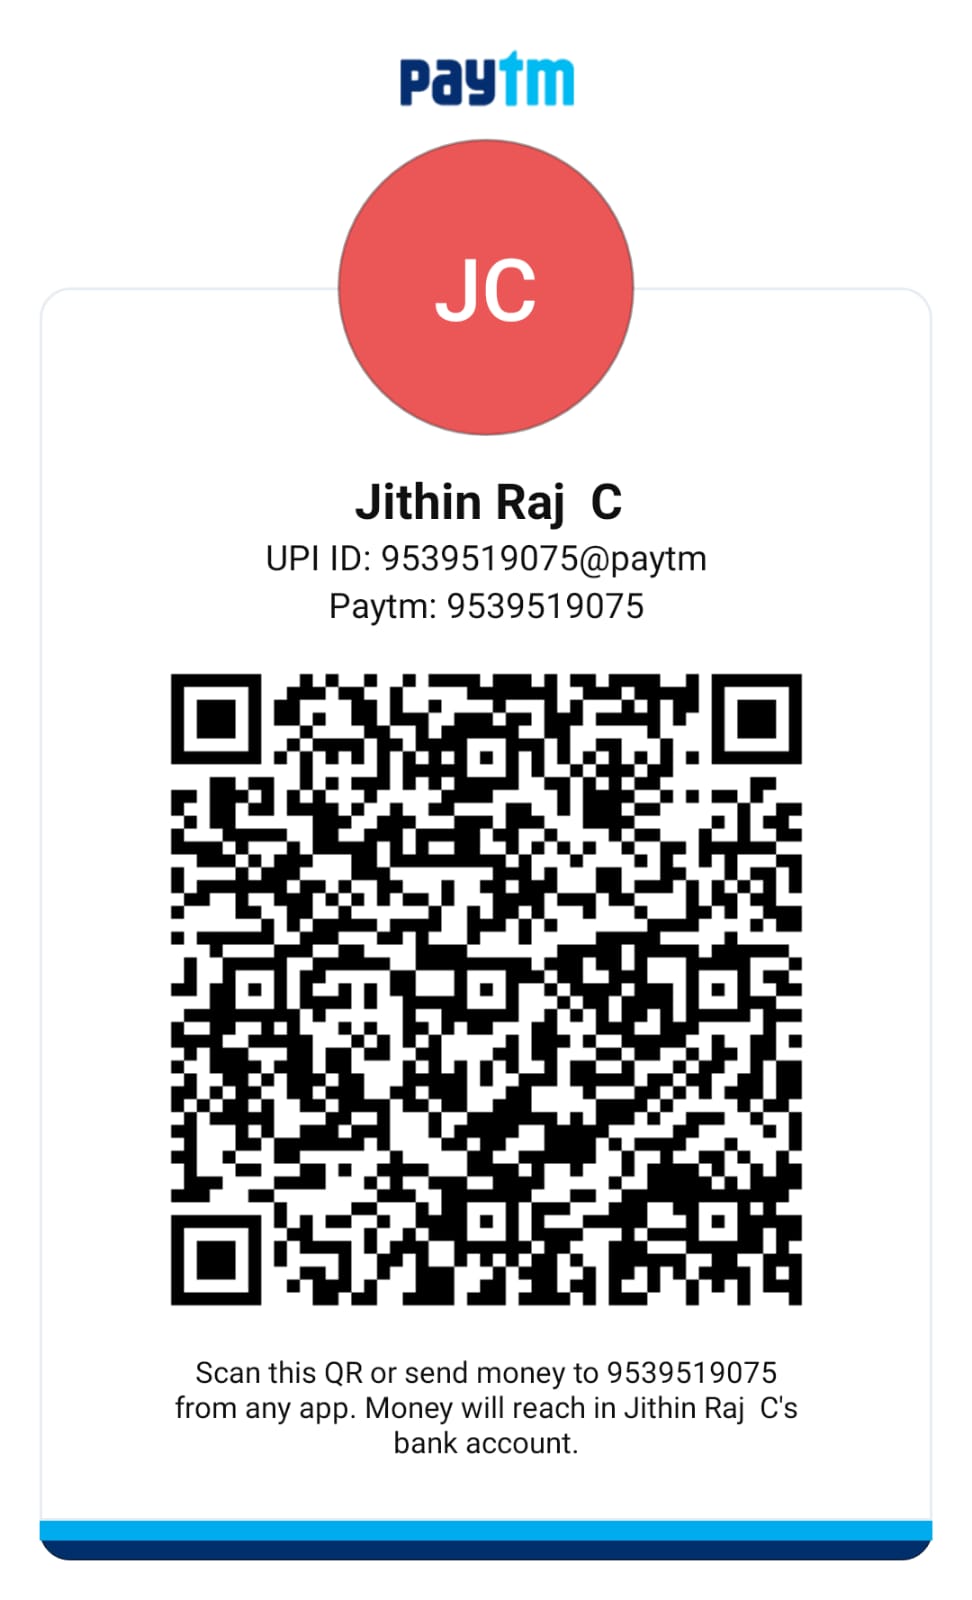 paytm
JC
Jithin Raj  C
UPI ID: 9539519075@paytm
Paytm: 9539519075
Scan this QR or send money to 9539519075
from any app. Money will reach in Jithin Raj  C's
bank account.